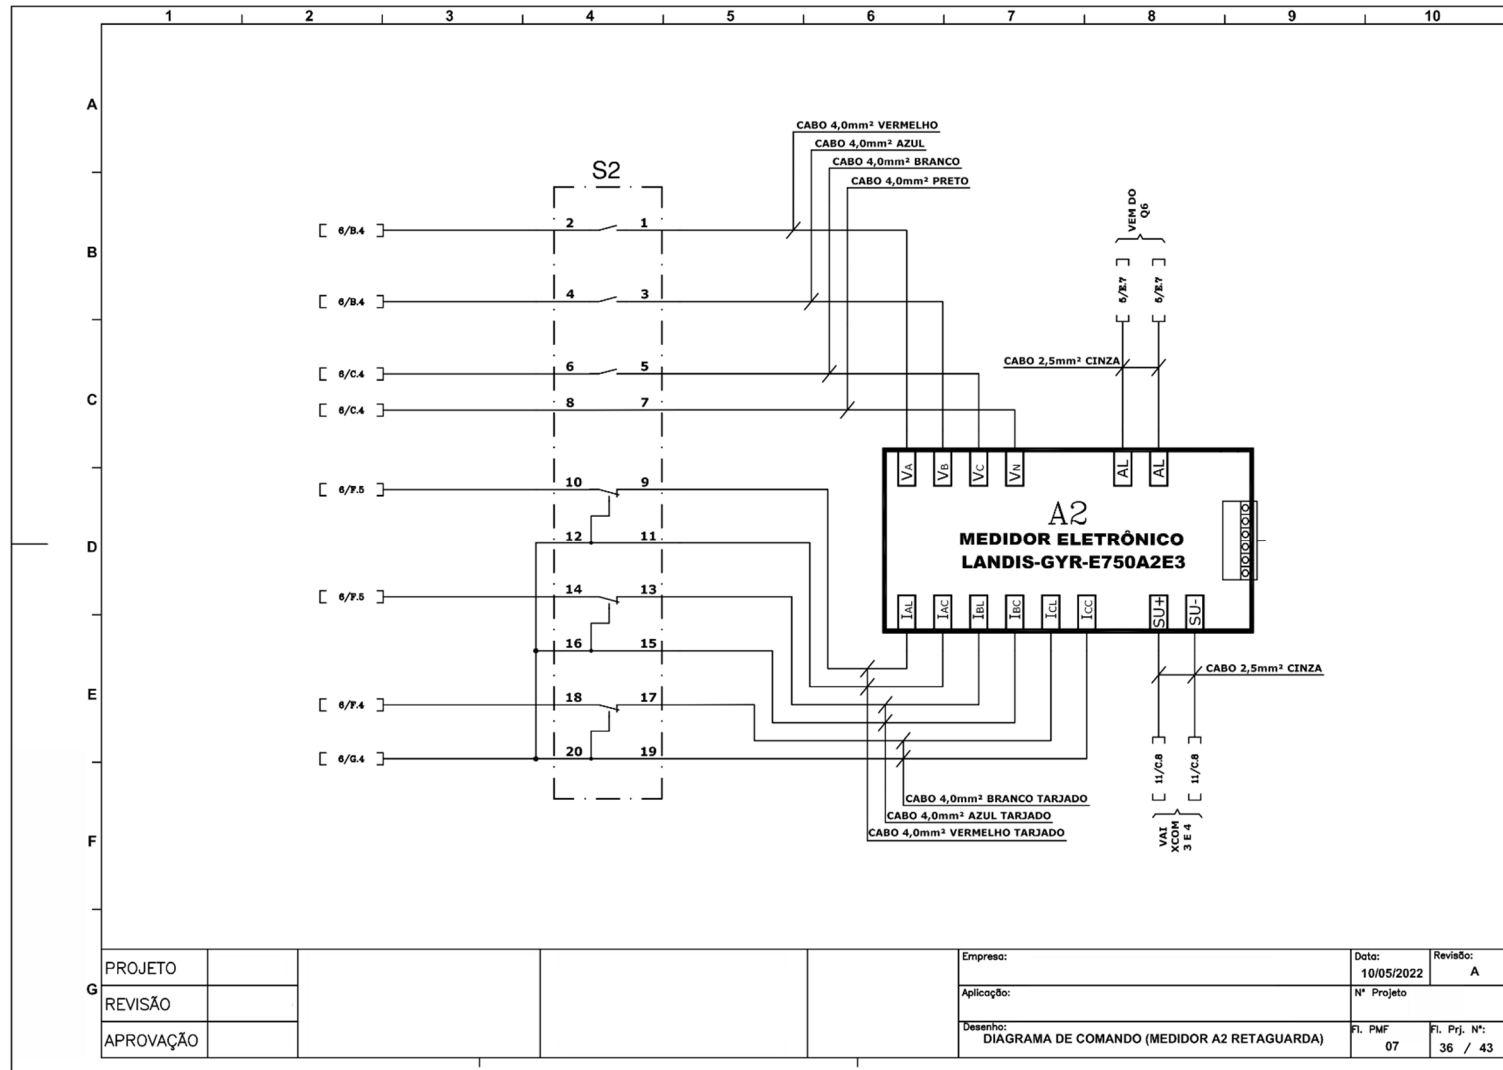 1 2 3 4 5 6 7 8 9 10
A
CABO 4,0mm² VERMELHO
CABO 4,0mm² AZUL
CABO 4,0mm² BRANCO
S2
CABO 4,0mm² PRETO
VEM DO
Q6
6/B.4 2 1
B
6/B.4 4 3
5/E.7 5/E.7
CABO 2,5mm² CINZA
6/C.4 6 5
C
6/C.4 8 7
VA VB VC VN AL AL
6/F.5 10 9
A2
MEDIDOR ELETRÔNICO
LANDIS-GYR-E750A2E3
12 11
D
6/F.5 14 13
IAL IAC IBL IBC ICL ICC SU+ SU-
16 15
CABO 2,5mm² CINZA
E
6/F.4 18 17
6/G.4 20 19
11/C.8 11/C.8
CABO 4,0mm² BRANCO TARJADO
CABO 4,0mm² AZUL TARJADO
CABO 4,0mm² VERMELHO TARJADO
VAI
XCOM
3 E 4
F
G
PROJETO
REVISÃO
APROVAÇÃO
Empresa:
Data:
10/05/2022
Revisão:
A
Aplicação:
N° Projeto
Desenho:
DIAGRAMA DE COMANDO (MEDIDOR A2 RETAGUARDA)
Fl. PMF
07
Fl. Prj. N°:
36 / 43